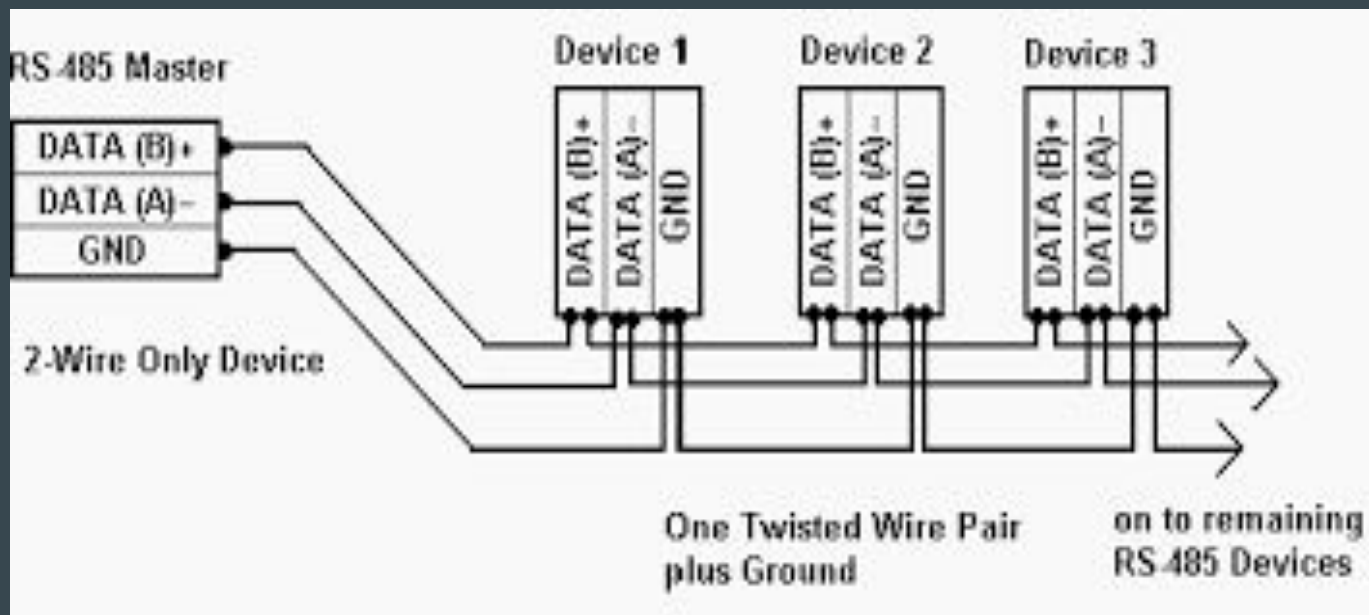 RS-485 Master
DATA (B)+
DATA (A)-
GND
2-Wire Only Device
Device 1
DATA (B)+
DATA (A)-
GND
Device 2
DATA (B)+
DATA (A)-
GND
Device 3
DATA (B)+
DATA (A)-
GND
One Twisted Wire Pair
plus Ground
on to remaining
RS-485 Devices